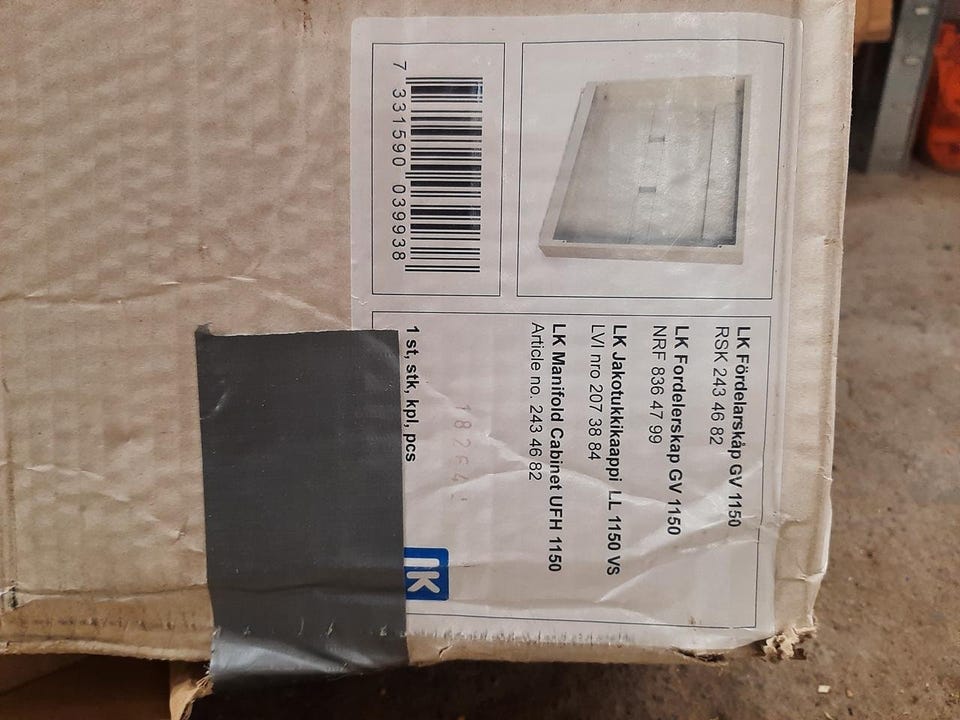 7 331590 039938
LK Fördelarskåp GV 1150
RSK 243 46 82
LK Fordelerskap GV 1150
NRF 836 47 99
LK Jakotukkikaappi LL 1150 VS
LVI nro 207 38 84
LK Manifold Cabinet UFH 1150
Article no. 243 46 82
1 st, stk, kpl, pcs
LK